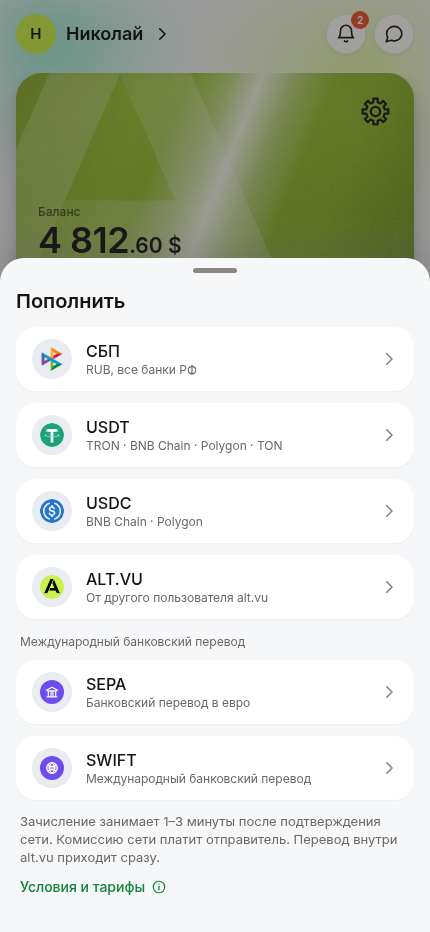 Н
Николай
2
Баланс
4 812.60 $
Пополнить
СБП
RUB, все банки РФ
USDT
TRON · BNB Chain · Polygon · TON
USDC
BNB Chain · Polygon
ALT.VU
От другого пользователя alt.vu
Международный банковский перевод
SEPA
Банковский перевод в евро
SWIFT
Международный банковский перевод
Зачисление занимает 1–3 минуты после подтверждения
сети. Комиссию сети платит отправитель. Перевод внутри
alt.vu приходит сразу.
Условия и тарифы